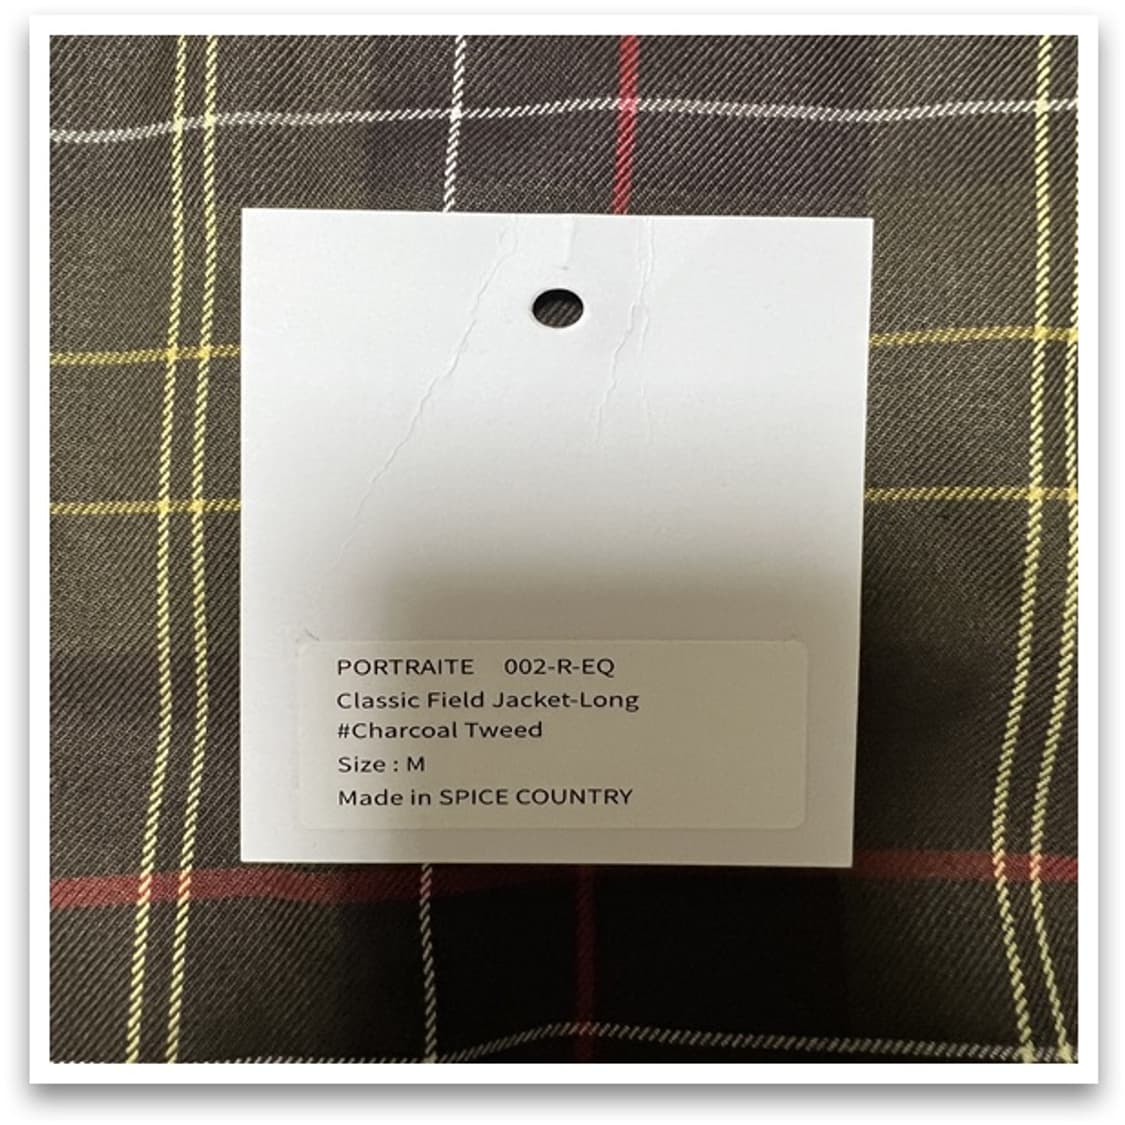 PORTRAITE 002-R-EQ
Classic Field Jacket-Long
#Charcoal Tweed
Size : M
Made in SPICE COUNTRY